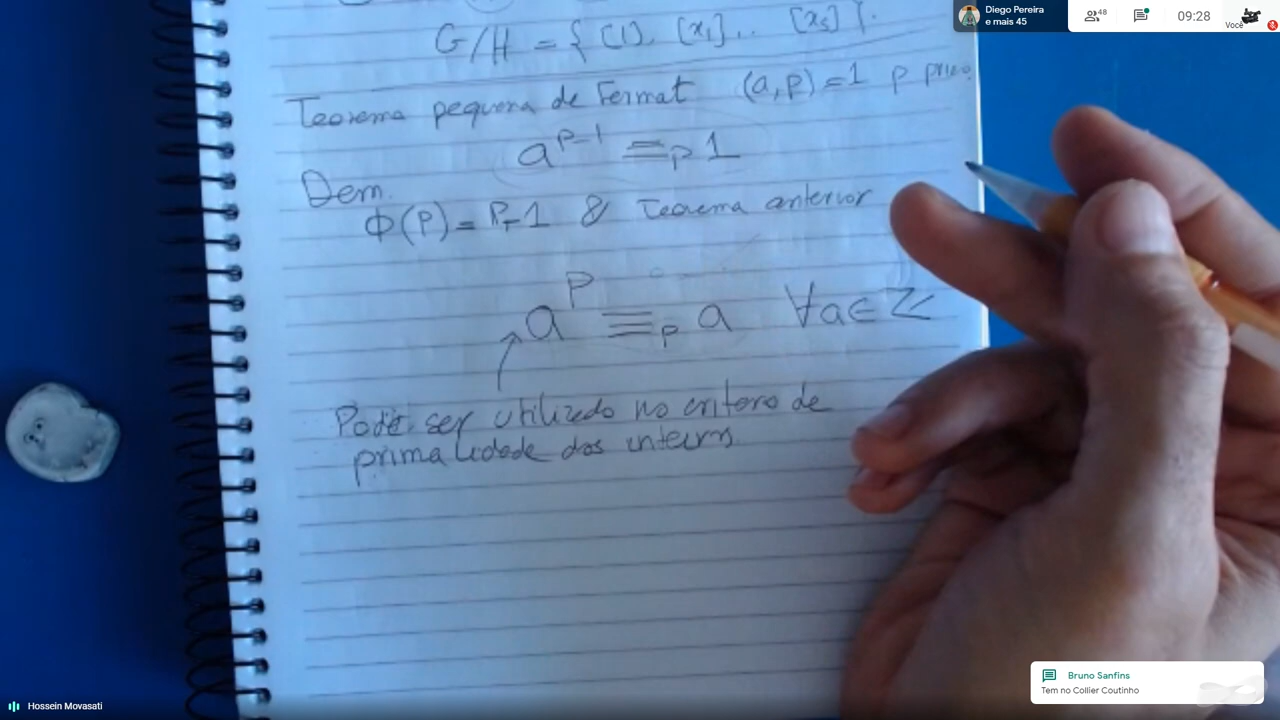 Diego Pereira
e mais 45
48
09:28
Você
G/H = { [1], [x₁] .. [xₛ] }.
Teorema pequena de Fermat (a,p)=1 p primo
a^{p-1} ≡ₚ 1
Dem.
Φ(P) = P-1 & Teorema anterior
a^P ≡ₚ a ∀a∈ℤ
Pode ser utilizado no critero de
primalidade dos inteiros
Bruno Sanfins
Tem no Collier Coutinho
Hossein Movasati